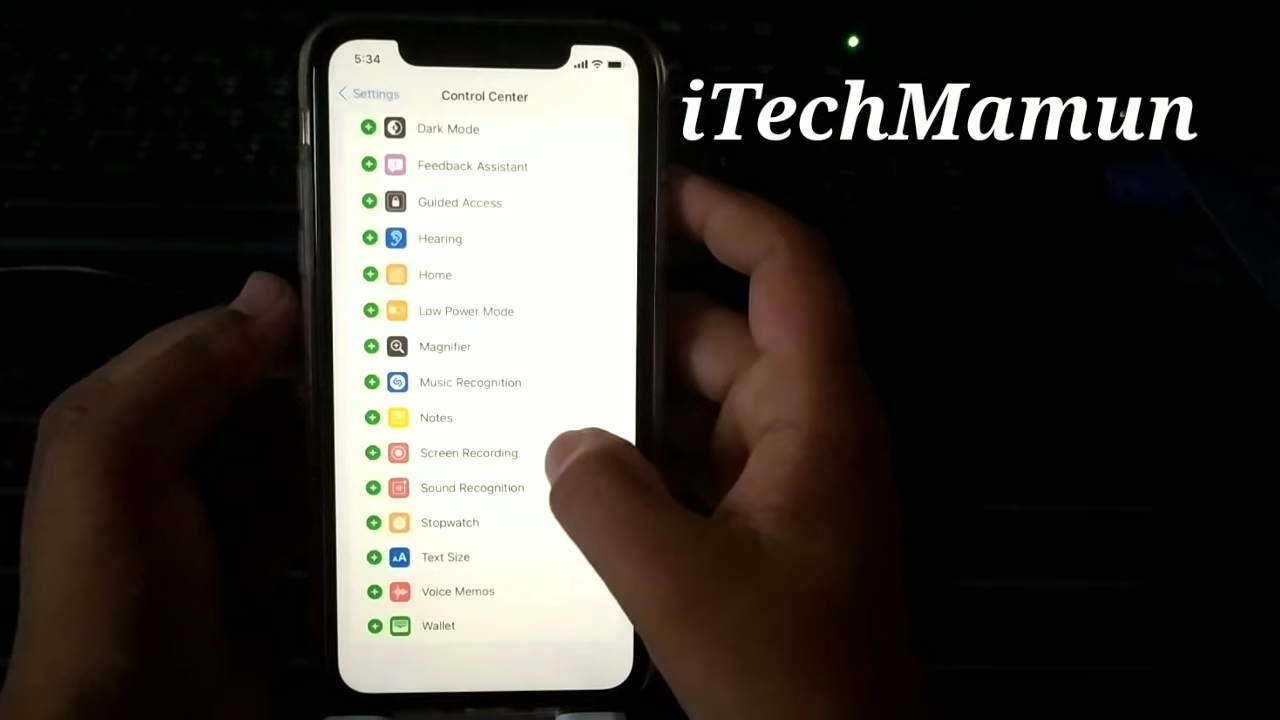 5:34
iTechMamun
Settings
Control Center
Dark Mode
Feedback Assistant
Guided Access
Hearing
Home
Low Power Mode
Magnifier
Music Recognition
Notes
Screen Recording
Sound Recognition
Stopwatch
AA Text Size
Voice Memos
Wallet